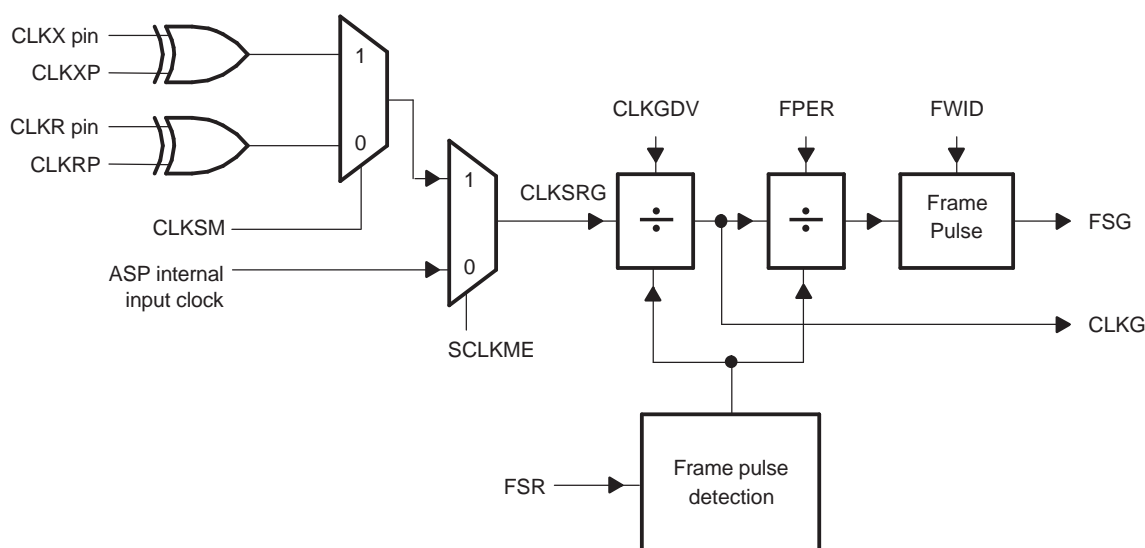 CLKX pin
CLKXP
CLKR pin
CLKRP
1
0
CLKSM
ASP internal
input clock
1
0
SCLKME
CLKSRG
CLKGDV
÷
FPER
÷
FWID
Frame
Pulse
FSG
CLKG
FSR
Frame pulse
detection